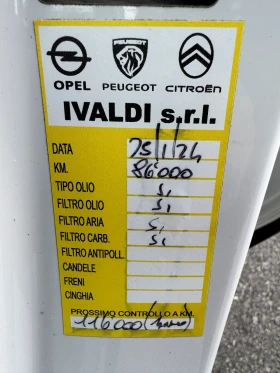 OPEL PEUGEOT CITROËN
IVALDI s.r.l.
DATA 25/1/24
KM. 86000
TIPO OLIO Si
FILTRO OLIO Si
FILTRO ARIA Si
FILTRO CARB. Si
FILTRO ANTIPOLL.
CANDELE
FRENI
CINGHIA
PROSSIMO CONTROLLO A KM.
116000